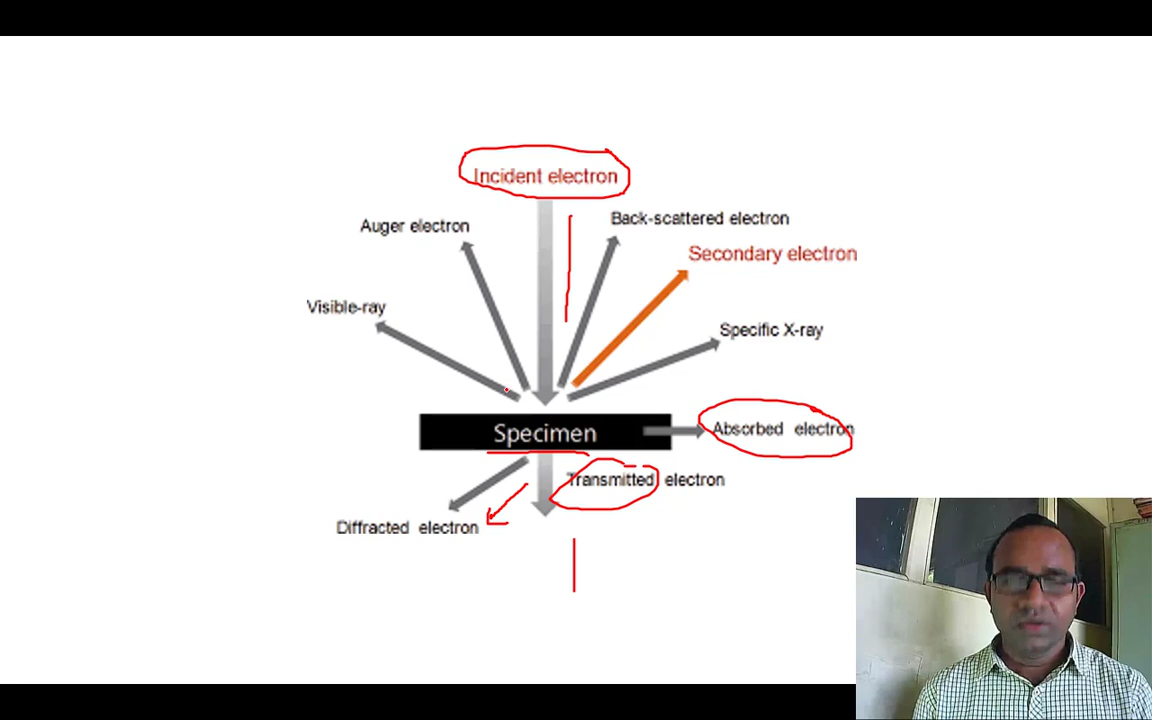 Incident electron
Auger electron
Back-scattered electron
Secondary electron
Visible-ray
Specific X-ray
Specimen
Absorbed electron
Transmitted electron
Diffracted electron